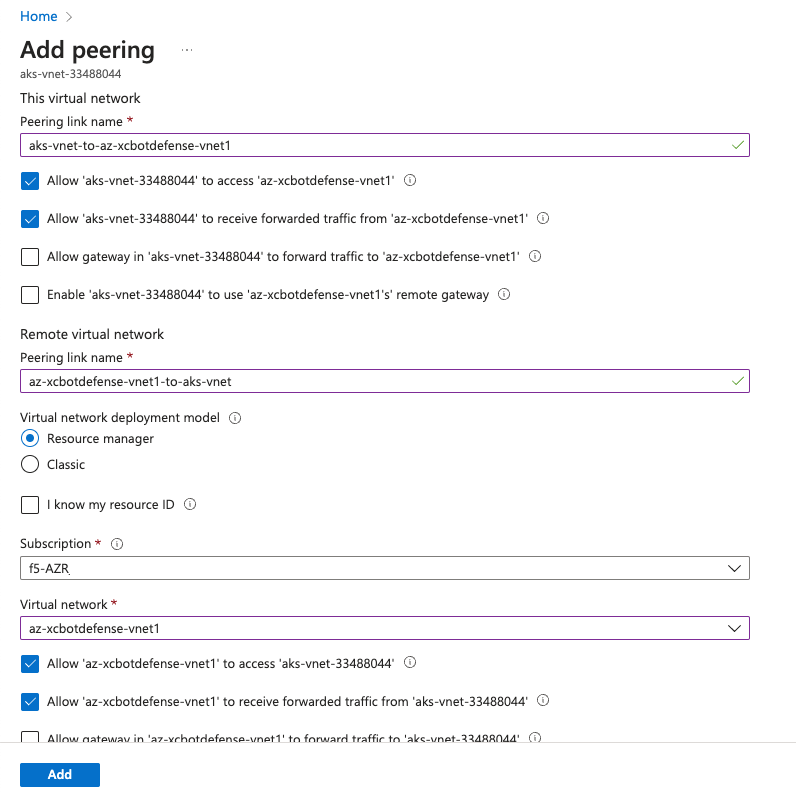 Home
Add peering
aks-vnet-33488044
This virtual network
Peering link name *
aks-vnet-to-az-xcbotdefense-vnet1
Allow 'aks-vnet-33488044' to access 'az-xcbotdefense-vnet1'
Allow 'aks-vnet-33488044' to receive forwarded traffic from 'az-xcbotdefense-vnet1'
Allow gateway in 'aks-vnet-33488044' to forward traffic to 'az-xcbotdefense-vnet1'
Enable 'aks-vnet-33488044' to use 'az-xcbotdefense-vnet1's' remote gateway
Remote virtual network
Peering link name *
az-xcbotdefense-vnet1-to-aks-vnet
Virtual network deployment model
Resource manager
Classic
I know my resource ID
Subscription *
f5-AZR
Virtual network *
az-xcbotdefense-vnet1
Allow 'az-xcbotdefense-vnet1' to access 'aks-vnet-33488044'
Allow 'az-xcbotdefense-vnet1' to receive forwarded traffic from 'aks-vnet-33488044'
Allow gateway in 'az-xcbotdefense-vnet1' to forward traffic to 'aks-vnet-33488044'
Add